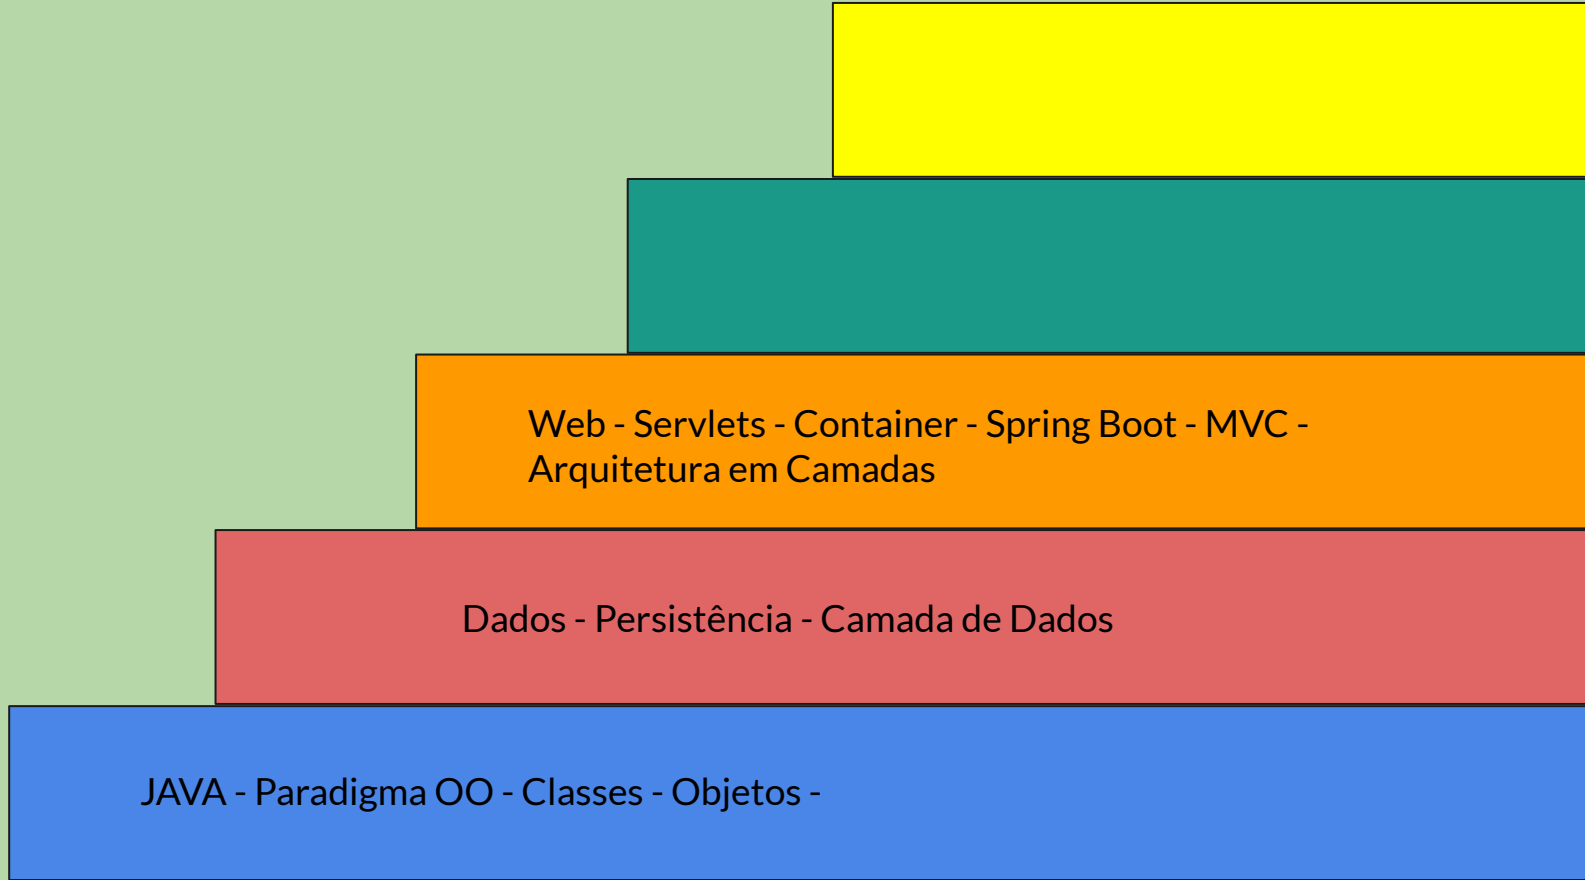 Web - Servlets - Container - Spring Boot - MVC -
Arquitetura em Camadas
Dados - Persistência - Camada de Dados
JAVA - Paradigma OO - Classes - Objetos -